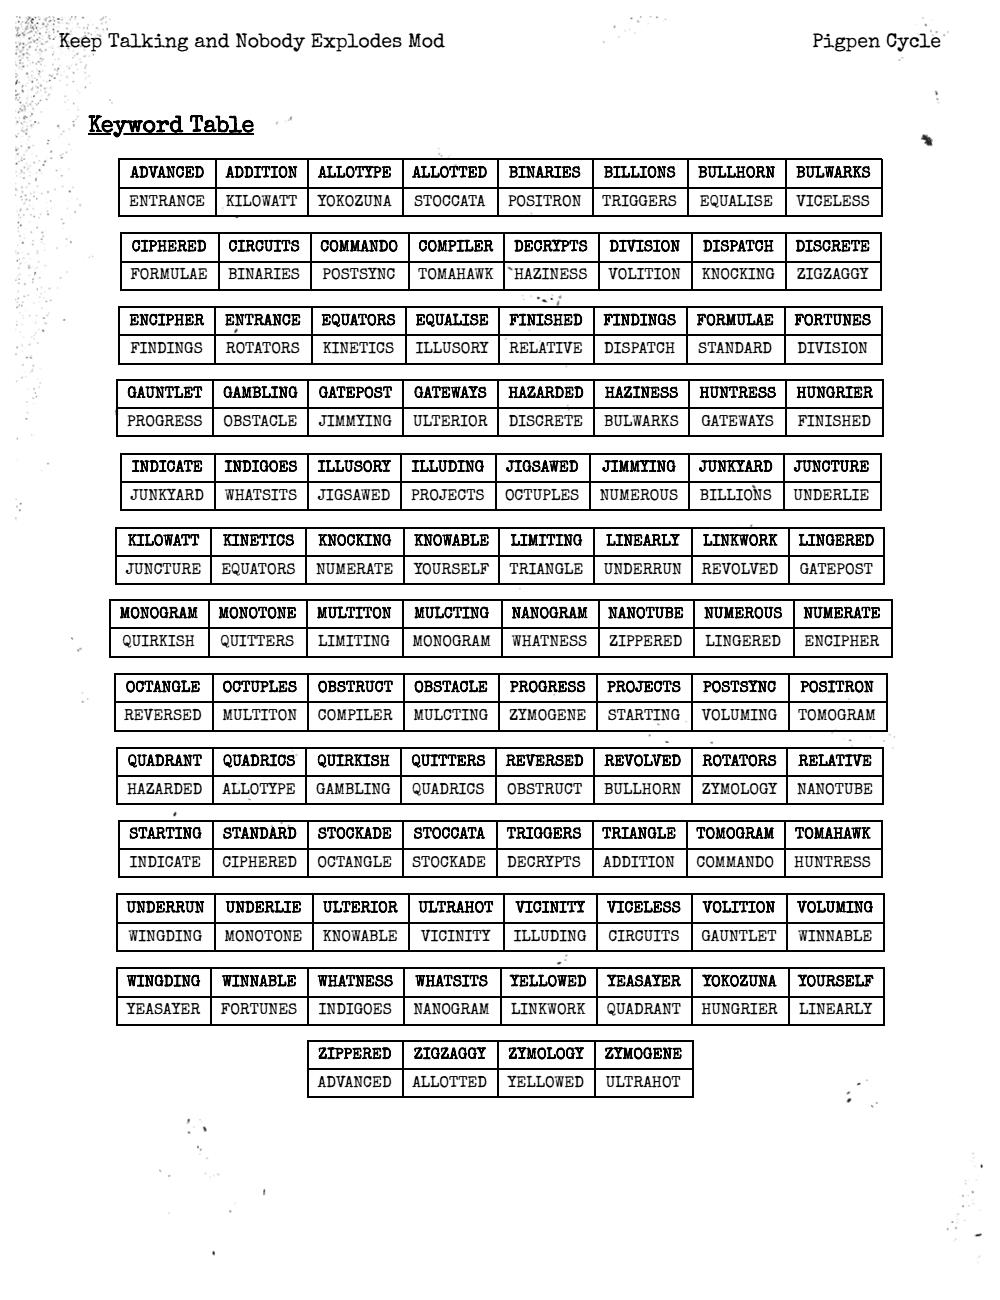 Keep Talking and Nobody Explodes Mod Pigpen Cycle
Keyword Table
ADVANCED ADDITION ALLOTYPE ALLOTTED BINARIES BILLIONS BULLHORN BULWARKS
ENTRANCE KILOWATT YOKOZUNA STOCCATA POSITRON TRIGGERS EQUALISE VICELESS
CIPHERED CIRCUITS COMMANDO COMPILER DECRYPTS DIVISION DISPATCH DISCRETE
FORMULAE BINARIES POSTSYNC TOMAHAWK HAZINESS VOLITION KNOCKING ZIGZAGGY
ENCIPHER ENTRANCE EQUATORS EQUALISE FINISHED FINDINGS FORMULAE FORTUNES
FINDINGS ROTATORS KINETICS ILLUSORY RELATIVE DISPATCH STANDARD DIVISION
GAUNTLET GAMBLING GATEPOST GATEWAYS HAZARDED HAZINESS HUNTRESS HUNGRIER
PROGRESS OBSTACLE JIMMYING ULTERIOR DISCRETE BULWARKS GATEWAYS FINISHED
INDICATE INDIGOES ILLUSORY ILLUDING JIGSAWED JIMMYING JUNKYARD JUNCTURE
JUNKYARD WHATSITS JIGSAWED PROJECTS OCTUPLES NUMEROUS BILLIONS UNDERLIE
KILOWATT KINETICS KNOCKING KNOWABLE LIMITING LINEARLY LINKWORK LINGERED
JUNCTURE EQUATORS NUMERATE YOURSELF TRIANGLE UNDERRUN REVOLVED GATEPOST
MONOGRAM MONOTONE MULTITON MULCTING NANOGRAM NANOTUBE NUMEROUS NUMERATE
QUIRKISH QUITTERS LIMITING MONOGRAM WHATNESS ZIPPERED LINGERED ENCIPHER
OCTANGLE OCTUPLES OBSTRUCT OBSTACLE PROGRESS PROJECTS POSTSYNC POSITRON
REVERSED MULTITON COMPILER MULCTING ZYMOGENE STARTING VOLUMING TOMOGRAM
QUADRANT QUADRICS QUIRKISH QUITTERS REVERSED REVOLVED ROTATORS RELATIVE
HAZARDED ALLOTYPE GAMBLING QUADRICS OBSTRUCT BULLHORN ZYMOLOGY NANOTUBE
STARTING STANDARD STOCKADE STOCCATA TRIGGERS TRIANGLE TOMOGRAM TOMAHAWK
INDICATE CIPHERED OCTANGLE STOCKADE DECRYPTS ADDITION COMMANDO HUNTRESS
UNDERRUN UNDERLIE ULTERIOR ULTRAHOT VICINITY VICELESS VOLITION VOLUMING
WINGDING MONOTONE KNOWABLE VICINITY ILLUDING CIRCUITS GAUNTLET WINNABLE
WINGDING WINNABLE WHATNESS WHATSITS YELLOWED YEASAYER YOKOZUNA YOURSELF
YEASAYER FORTUNES INDIGOES NANOGRAM LINKWORK QUADRANT HUNGRIER LINEARLY
ZIPPERED ZIGZAGGY ZYMOLOGY ZYMOGENE
ADVANCED ALLOTTED YELLOWED ULTRAHOT